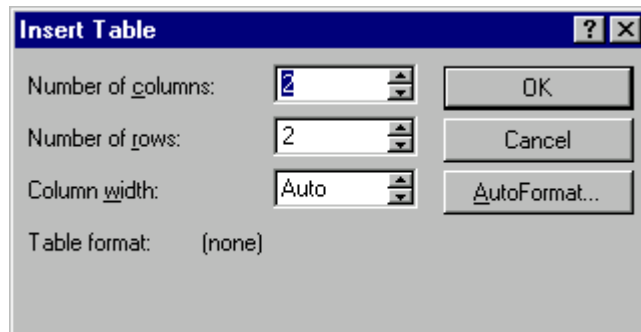 Insert Table
Number of columns: 2 OK
Number of rows: 2 Cancel
Column width: Auto AutoFormat...
Table format: (none)